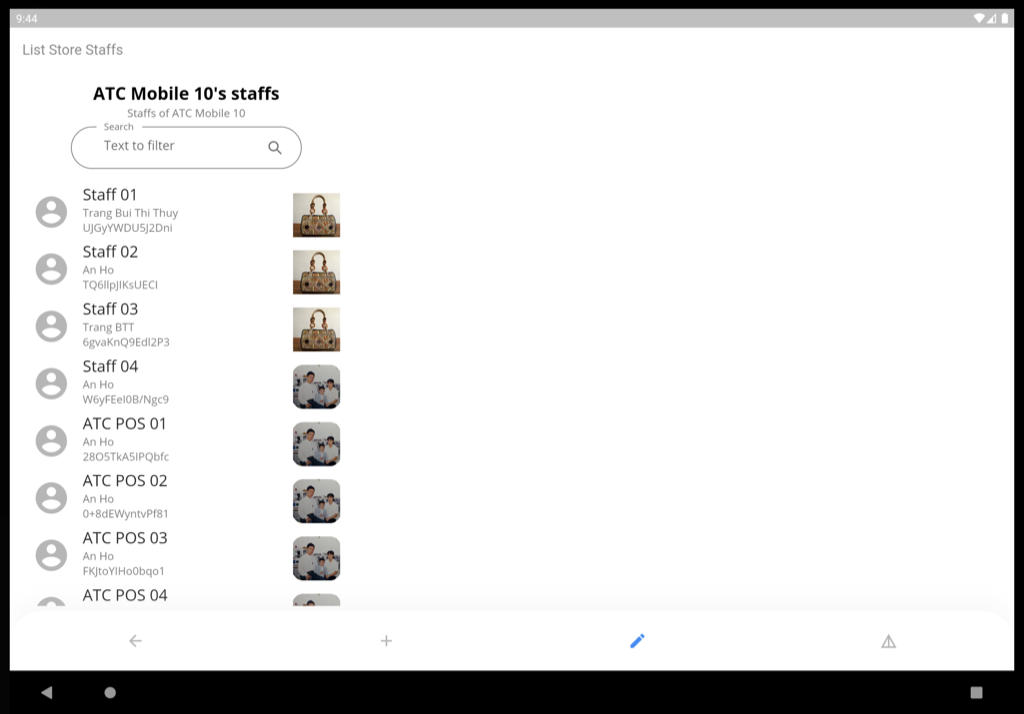 9:44
List Store Staffs
ATC Mobile 10's staffs
Staffs of ATC Mobile 10
Search
Text to filter
Staff 01
Trang Bui Thi Thuy
UJGyYWDU5J2Dni
Staff 02
An Ho
TQ6lIpJIKsUECI
Staff 03
Trang BTT
6gvaKnQ9Edl2P3
Staff 04
An Ho
W6yFEeI0B/Ngc9
ATC POS 01
An Ho
28O5TkA5IPQbfc
ATC POS 02
An Ho
0+8dEWyntvPf81
ATC POS 03
An Ho
FKJtoYIHo0bqo1
ATC POS 04